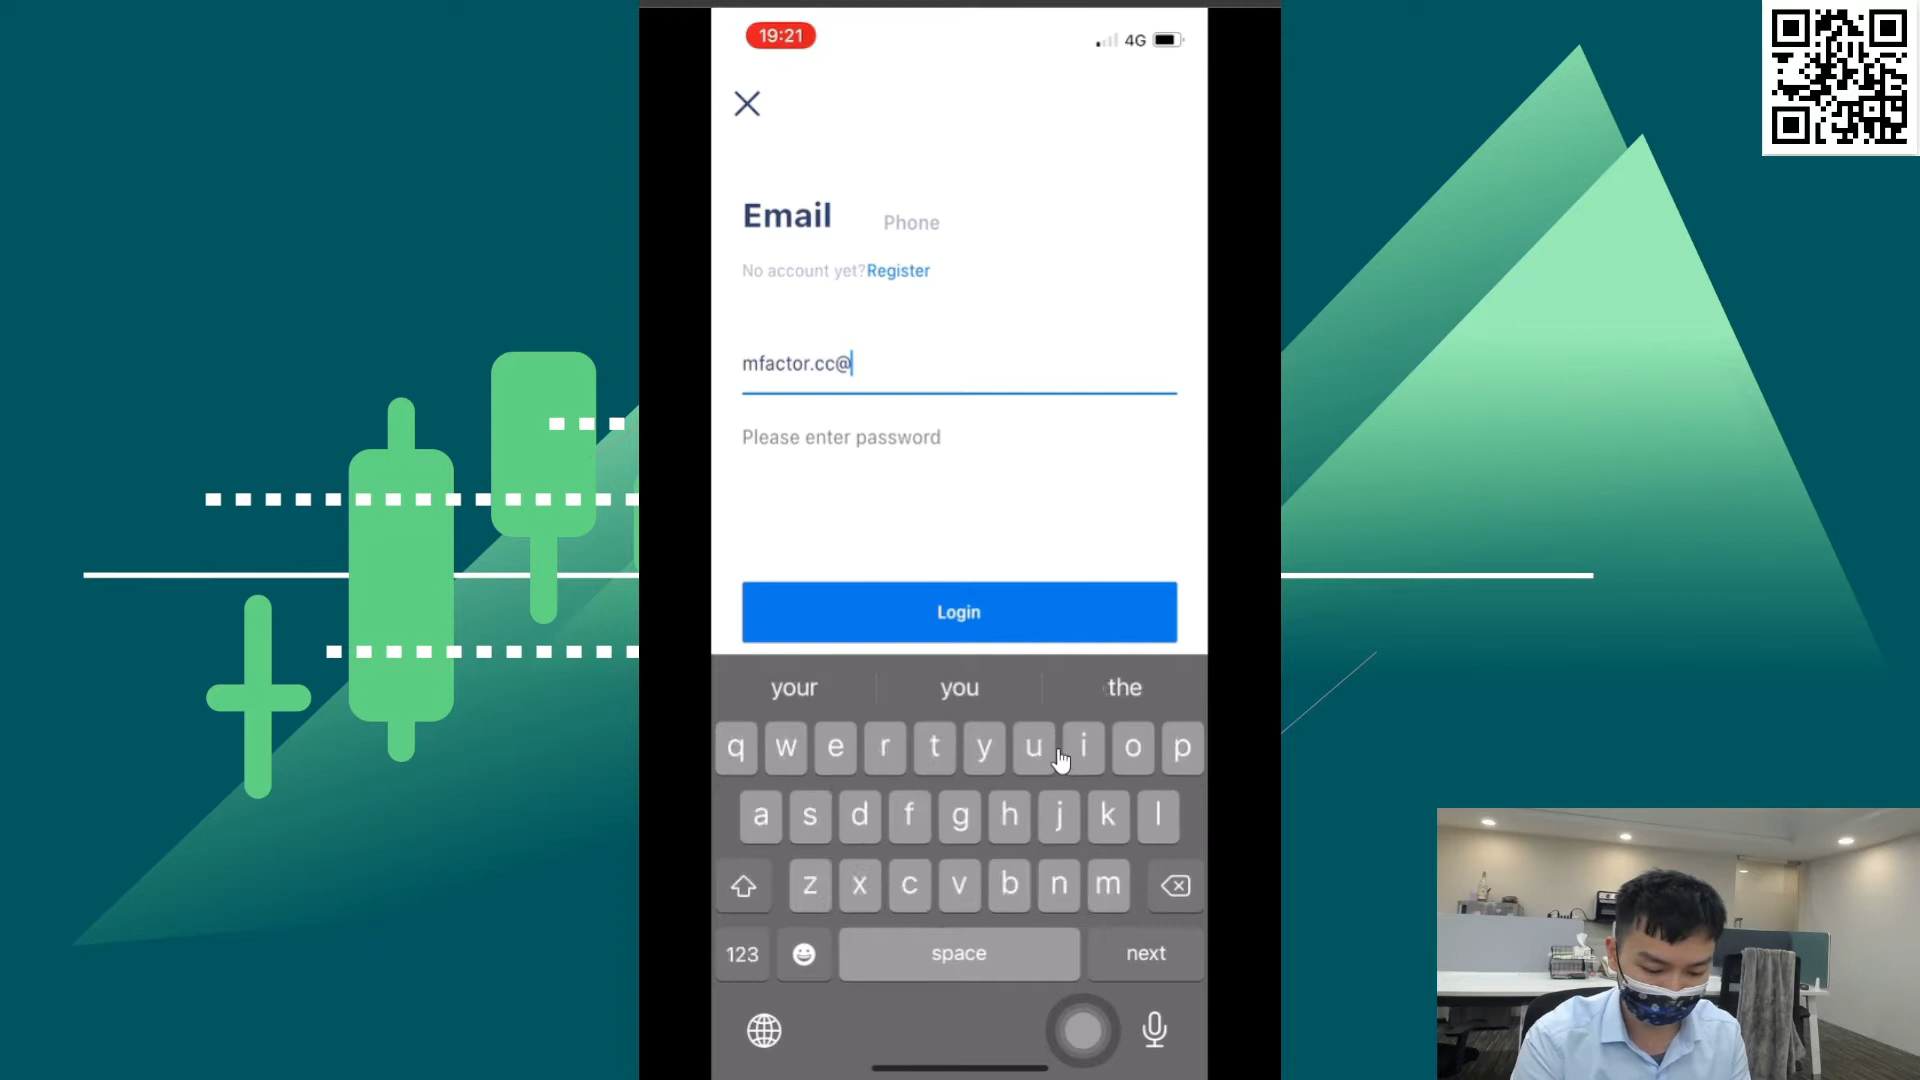 19:21
4G
Email
Phone
No account yet?Register
mfactor.cc@
Please enter password
Login
your you the
q w e r t y u i o p
a s d f g h j k l
z x c v b n m
123 space next